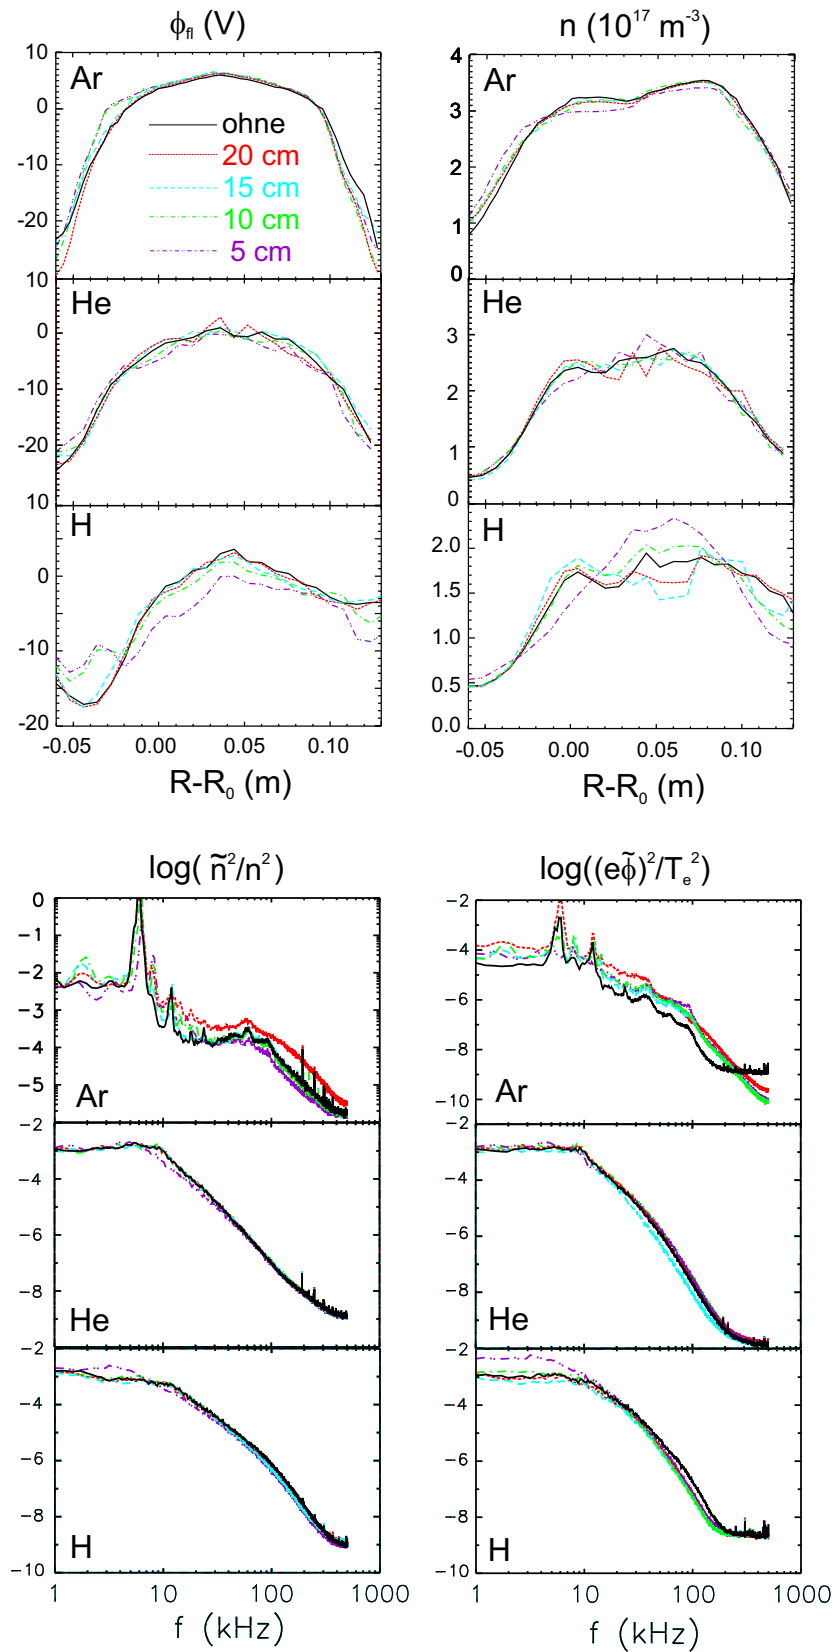 ϕfl (V)
n (10¹⁷ m⁻³)
10
0
-10
-20
10
Ar
ohne
20 cm
15 cm
10 cm
5 cm
4
3
2
1
0
Ar
0
-10
-20
10
He
3
2
1
0
He
0
-10
-20
H
2.0
1.5
1.0
0.5
0.0
H
-0.05
0.00
0.05
0.10
R-R₀ (m)
-0.05
0.00
0.05
0.10
R-R₀ (m)
log( ñ²/n²)
log((eϕ̃)²/Tₑ²)
0
-1
-2
-3
-4
-5
-2
Ar
-2
-4
-6
-8
-10
-2
Ar
-4
-6
-8
-2
He
-4
-6
-8
-2
He
-4
-6
-8
-10
H
-4
-6
-8
-10
H
1
10
100
1000
f (kHz)
1
10
100
1000
f (kHz)